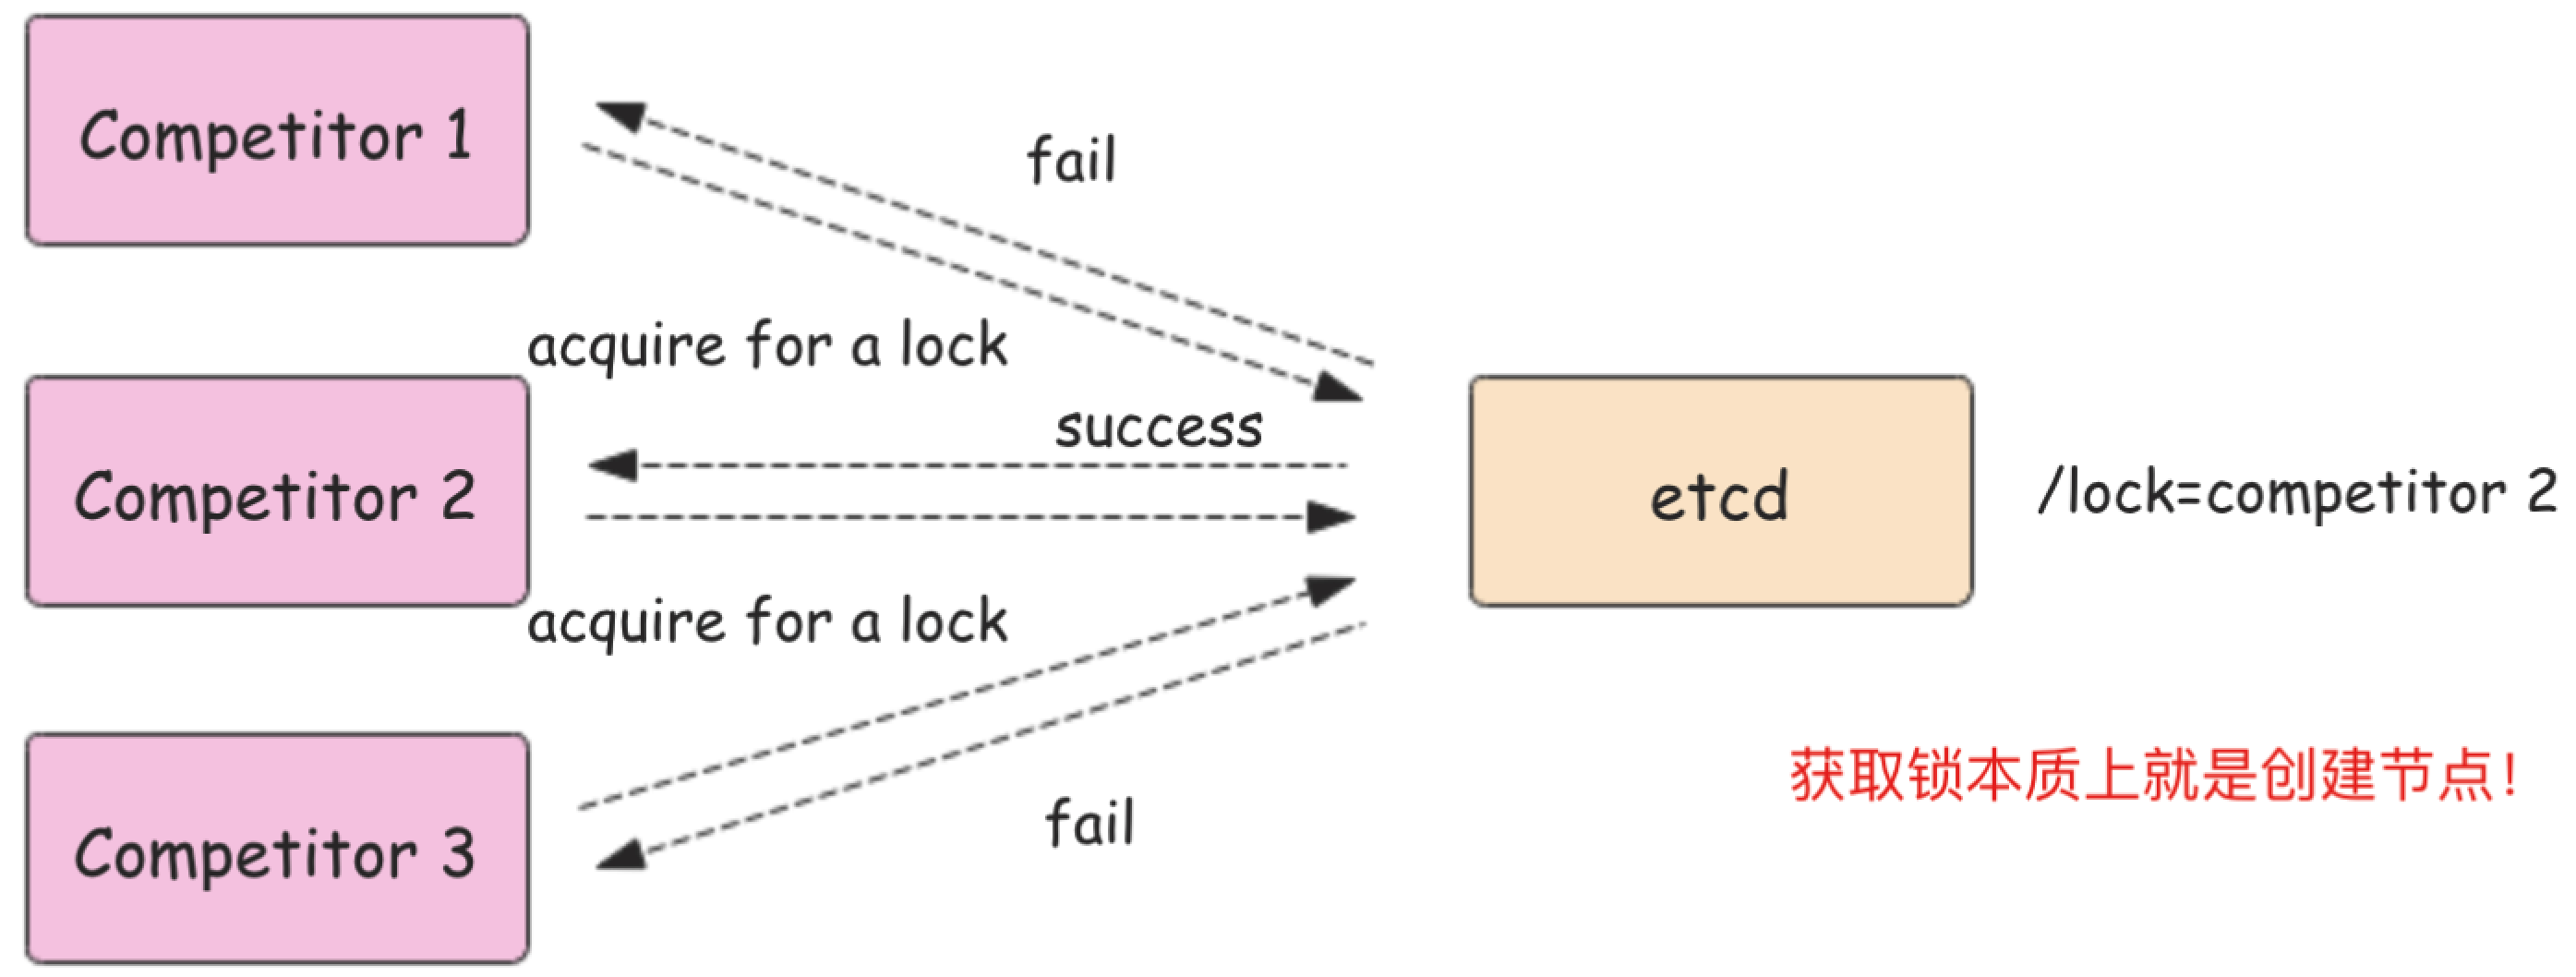 Competitor 1
fail
acquire for a lock
success
Competitor 2
etcd
/lock=competitor 2
acquire for a lock
获取锁本质上就是创建节点！
fail
Competitor 3